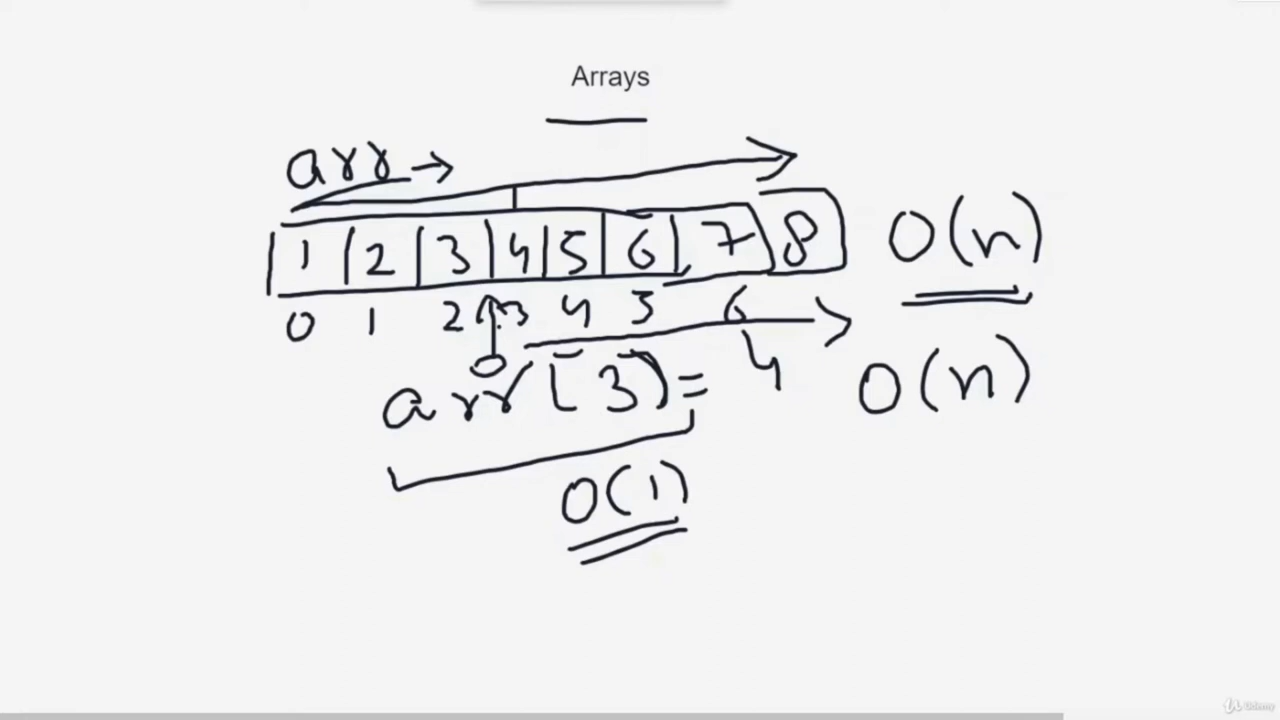 Arrays
arr →
1 2 3 4 5 6 7 8 O(n)
0 1 2 3 4 5 6
arr[3] = 4 O(n)
O(1)
Udemy